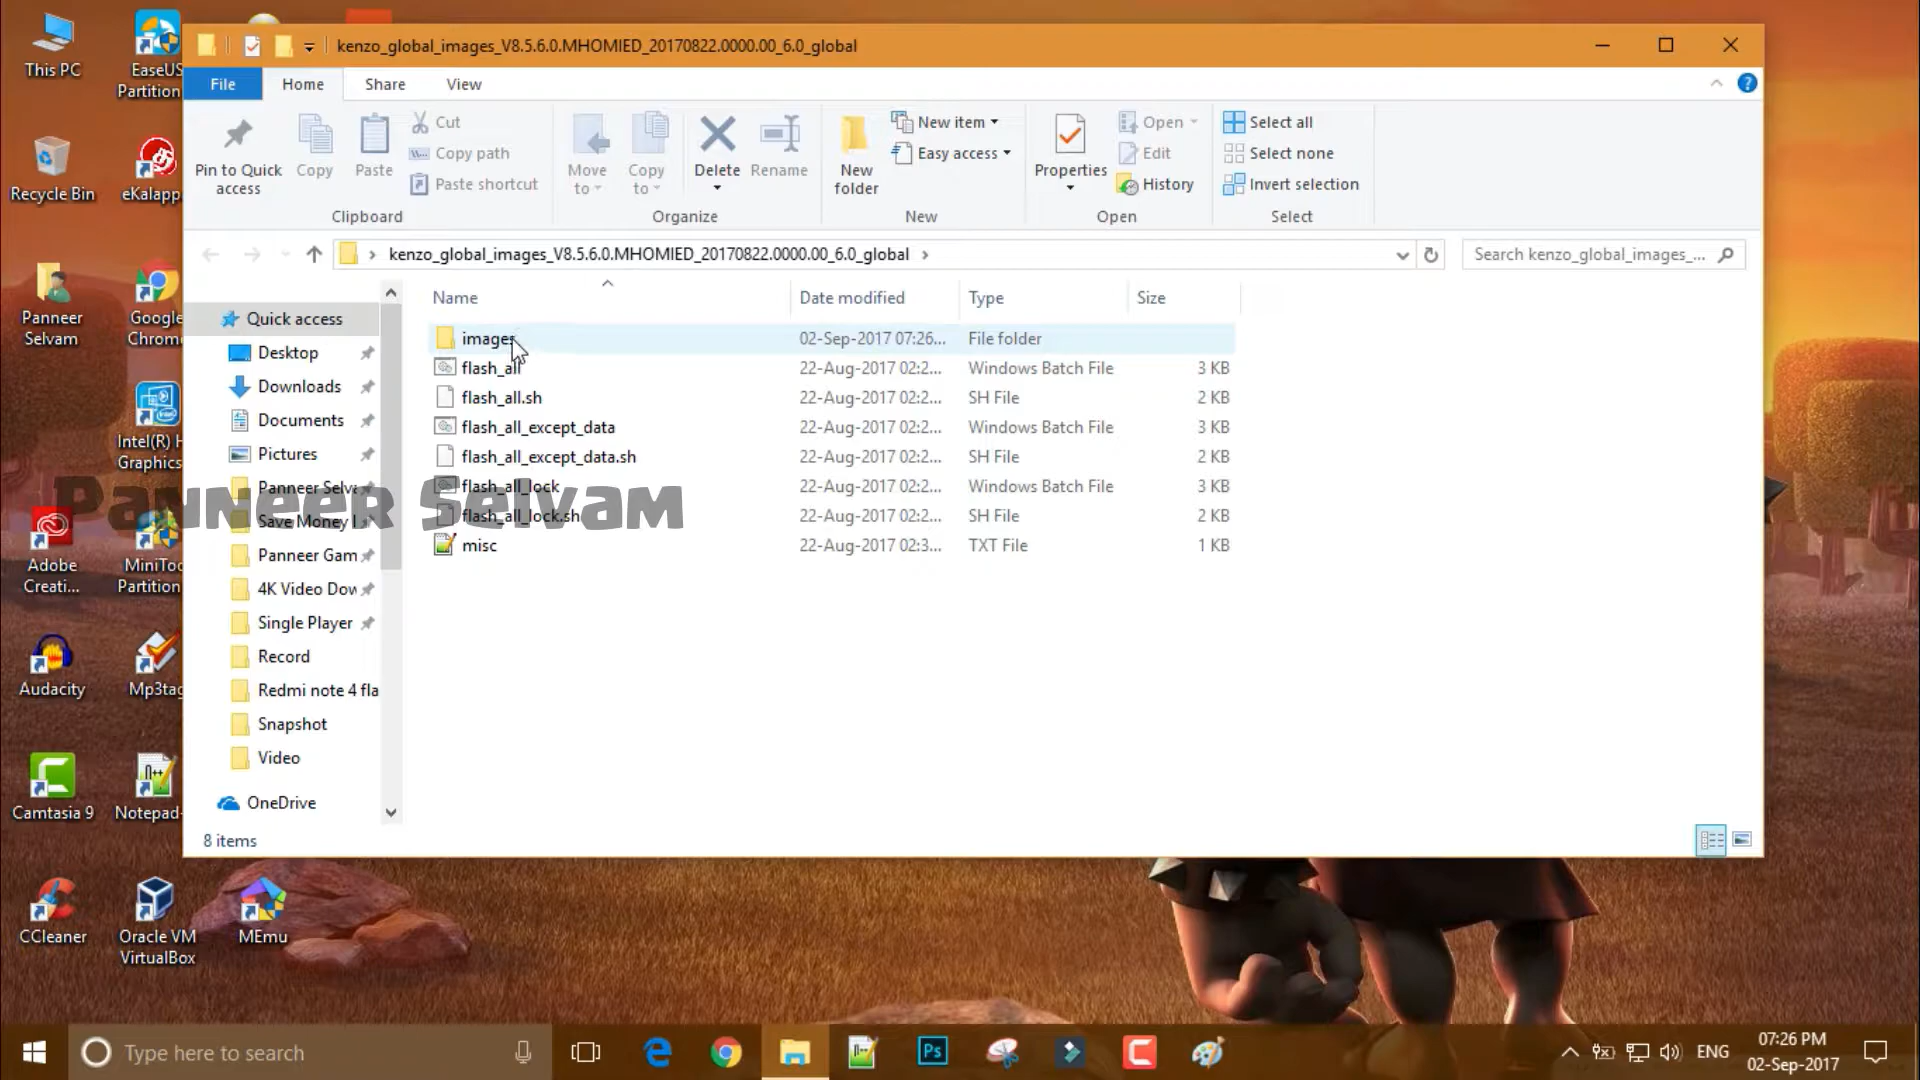 kenzo_global_images_V8.5.6.0.MHOMIED_20170822.0000.00_6.0_global
File Home Share View
Pin to Quick access
Copy
Paste
Cut
Copy path
Paste shortcut
Clipboard
Move to
Copy to
Delete
Rename
Organize
New folder
New item
Easy access
New
Properties
Open
Edit
History
Open
Select all
Select none
Invert selection
Select
kenzo_global_images_V8.5.6.0.MHOMIED_20170822.0000.00_6.0_global
Search kenzo_global_images_...
Name Date modified Type Size
images 02-Sep-2017 07:26... File folder
flash_all 22-Aug-2017 02:2... Windows Batch File 3 KB
flash_all.sh 22-Aug-2017 02:2... SH File 2 KB
flash_all_except_data 22-Aug-2017 02:2... Windows Batch File 3 KB
flash_all_except_data.sh 22-Aug-2017 02:2... SH File 2 KB
flash_all_lock 22-Aug-2017 02:2... Windows Batch File 3 KB
flash_all_lock.sh 22-Aug-2017 02:2... SH File 2 KB
misc 22-Aug-2017 02:3... TXT File 1 KB
Quick access
Desktop
Downloads
Documents
Pictures
Panneer Selva
Save Money
Panneer Gam
4K Video Dow
Single Player
Record
Redmi note 4 fla
Snapshot
Video
OneDrive
8 items
Panneer Selvam
This PC
EaseUS
Partition
Recycle Bin
eKalapp
Panneer
Selvam
Google
Chrome
Intel(R) H
Graphics
Adobe
Creati...
MiniToo
Partition
Audacity
Mp3tag
Camtasia 9
Notepad-
CCleaner
Oracle VM
VirtualBox
MEmu
Type here to search
Ps
ENG
07:26 PM
02-Sep-2017